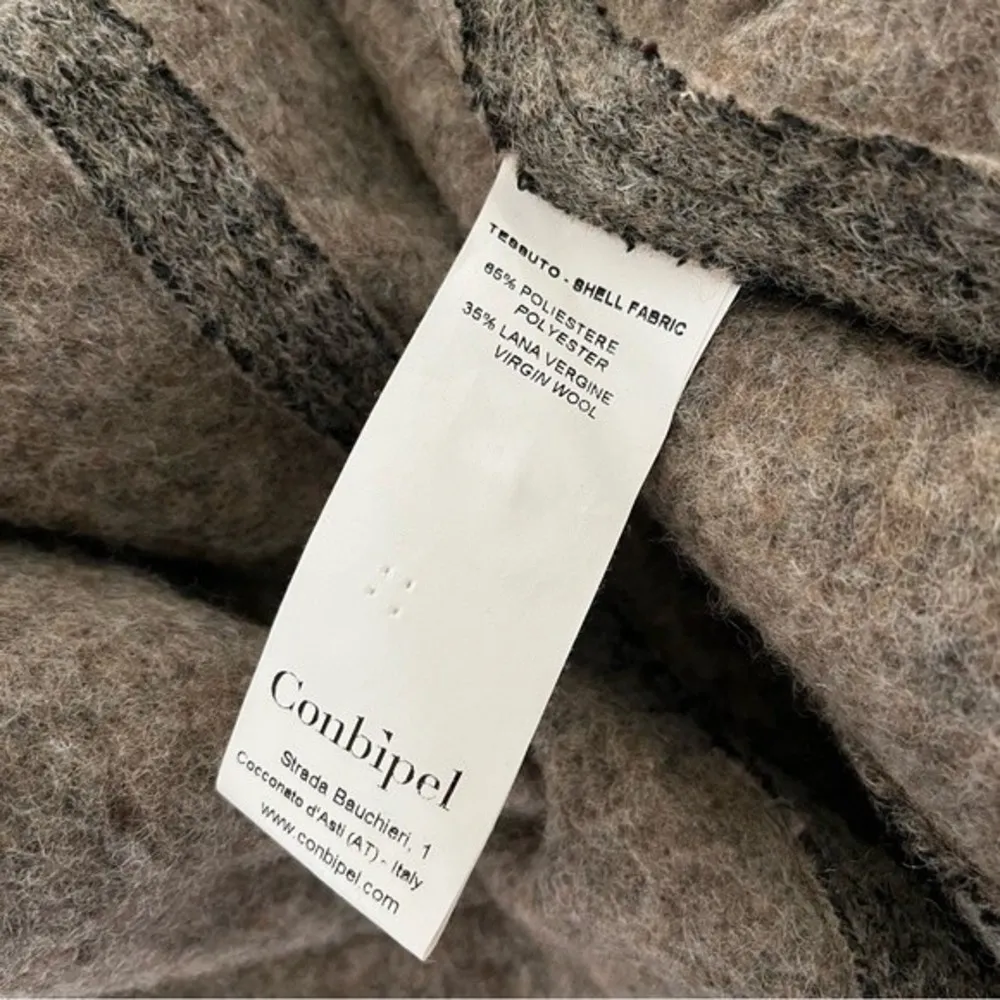 TESSUTO - SHELL FABRIC
65% POLIESTERE
POLYESTER
35% LANA VERGINE
VIRGIN WOOL
Conbipel
Strada Bauchieri, 1
Cocconato d'Asti (AT) - Italy
www.conbipel.com